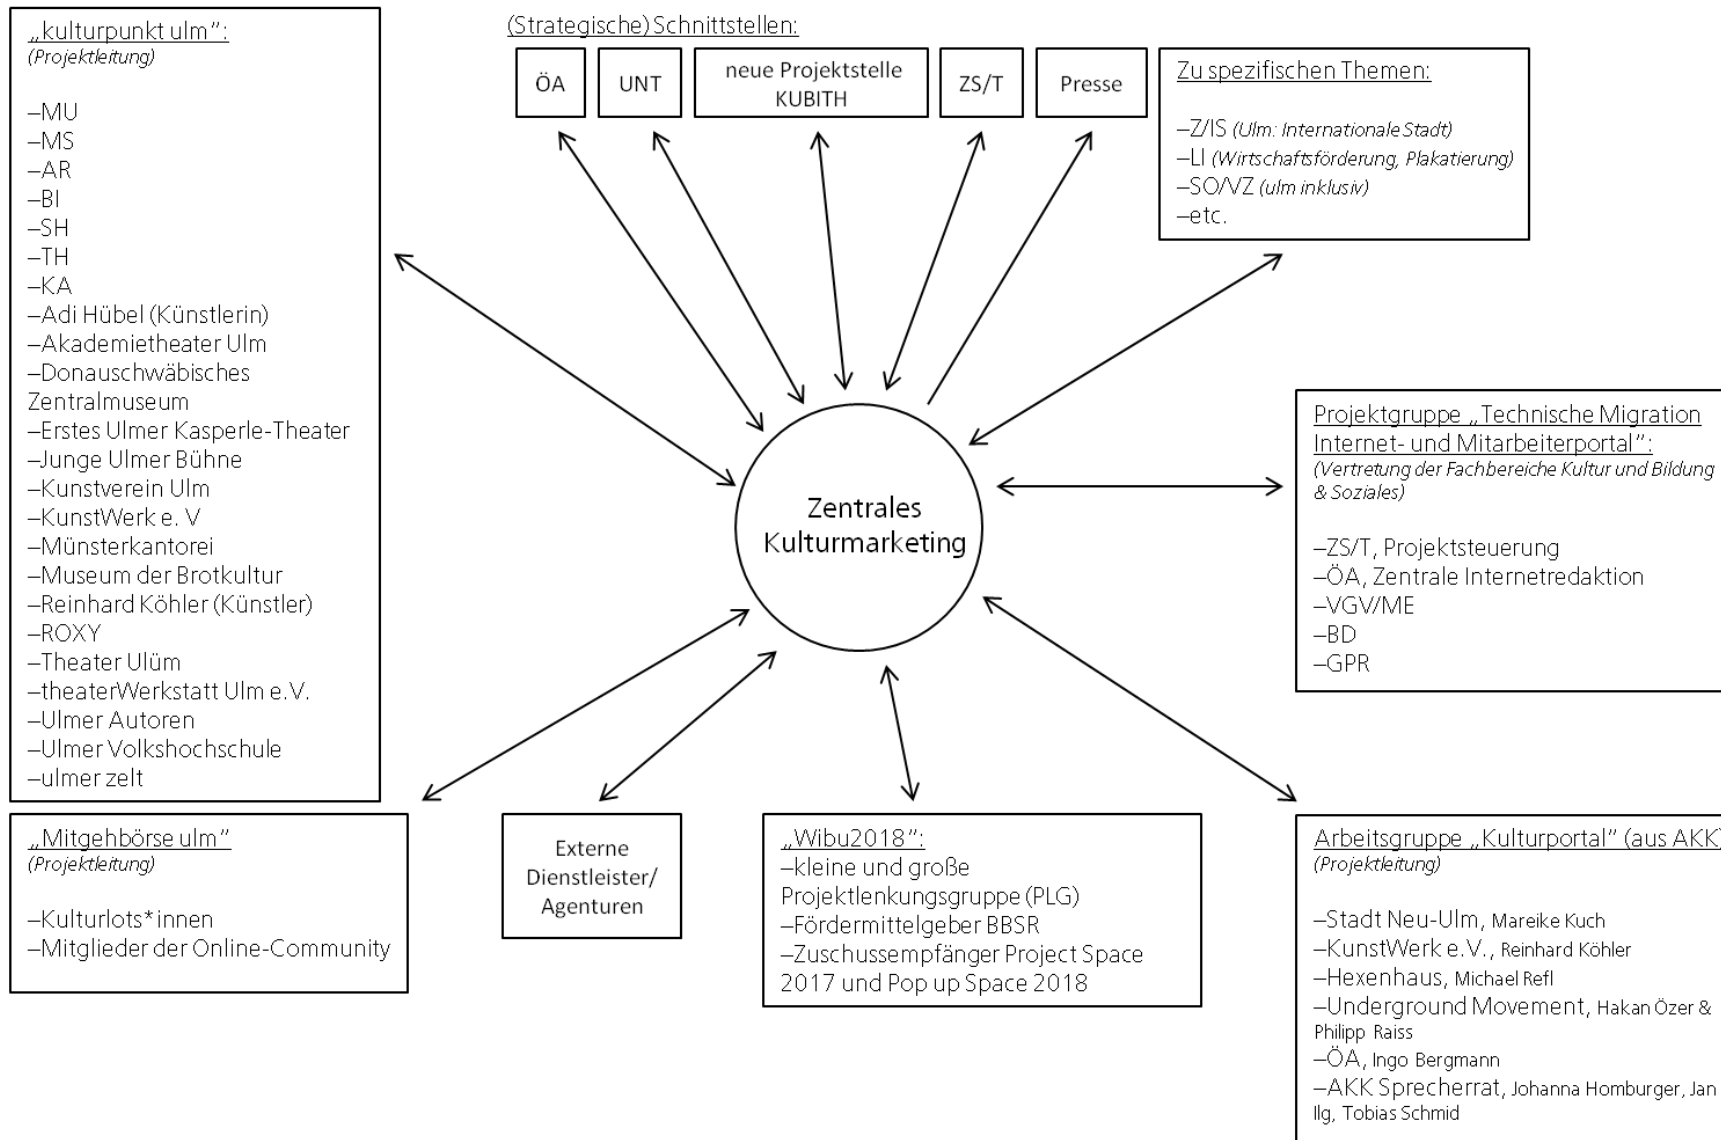 „kulturpunkt ulm”:
(Projektleitung)
–MU
–MS
–AR
–BI
–SH
–TH
–KA
–Adi Hübel (Künstlerin)
–Akademietheater Ulm
–Donauschwäbisches
Zentralmuseum
–Erstes Ulmer Kasperle-Theater
–Junge Ulmer Bühne
–Kunstverein Ulm
–KunstWerk e. V
–Münsterkantorei
–Museum der Brotkultur
–Reinhard Köhler (Künstler)
–ROXY
–Theater Ulüm
–theaterWerkstatt Ulm e.V.
–Ulmer Autoren
–Ulmer Volkshochschule
–ulmer zelt
(Strategische) Schnittstellen:
ÖA
UNT
neue Projektstelle
KUBITH
ZS/T
Presse
Zu spezifischen Themen:
–Z/IS (Ulm: Internationale Stadt)
–LI (Wirtschaftsförderung, Plakatierung)
–SO/VZ (ulm inklusiv)
–etc.
Zentrales
Kulturmarketing
Projektgruppe „Technische Migration
Internet- und Mitarbeiterportal”:
(Vertretung der Fachbereiche Kultur und Bildung
& Soziales)
–ZS/T, Projektsteuerung
–ÖA, Zentrale Internetredaktion
–VGV/ME
–BD
–GPR
„Mitgehbörse ulm”
(Projektleitung)
–Kulturlots*innen
–Mitglieder der Online-Community
Externe
Dienstleister/
Agenturen
„Wibu2018”:
–kleine und große
Projektlenkungsgruppe (PLG)
–Fördermittelgeber BBSR
–Zuschussempfänger Project Space
2017 und Pop up Space 2018
Arbeitsgruppe „Kulturportal” (aus AKK)
(Projektleitung)
–Stadt Neu-Ulm, Mareike Kuch
–KunstWerk e.V., Reinhard Köhler
–Hexenhaus, Michael Refl
–Underground Movement, Hakan Özer &
Philipp Raiss
–ÖA, Ingo Bergmann
–AKK Sprecherrat, Johanna Homburger, Jan
Ilg, Tobias Schmid